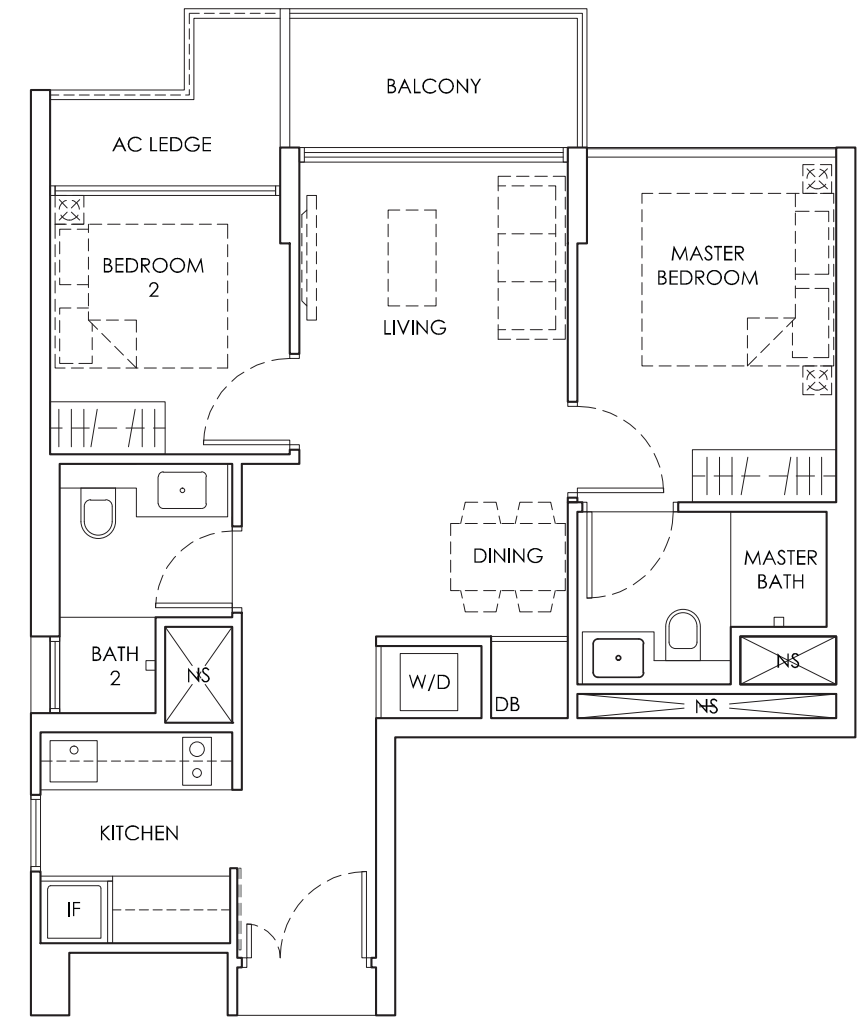 BALCONY
AC LEDGE
BEDROOM
2
MASTER
BEDROOM
LIVING
DINING
MASTER
BATH
BATH
2
NS
W/D
DB
NS
NS
KITCHEN
IF